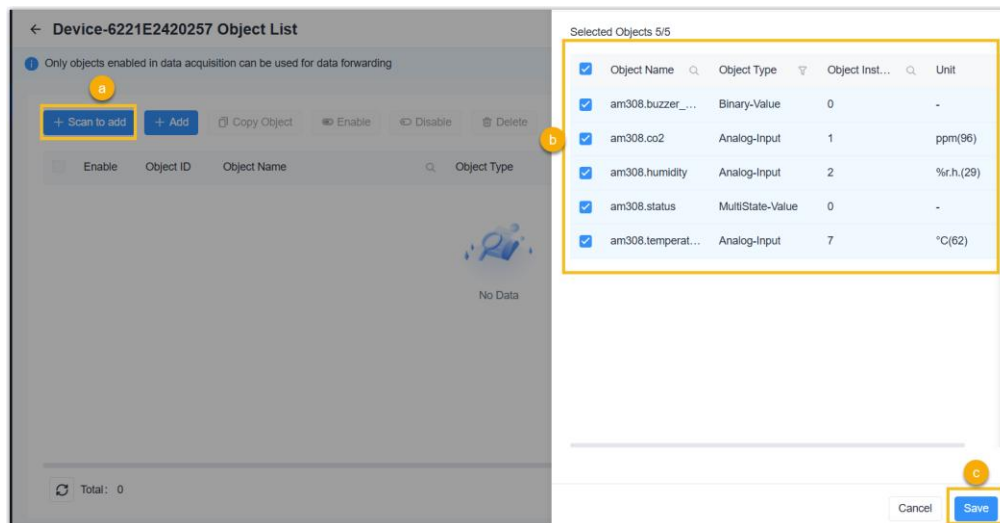 ← Device-6221E2420257 Object List
Only objects enabled in data acquisition can be used for data forwarding
a
+ Scan to add + Add Copy Object Enable Disable Delete
Enable Object ID Object Name Object Type
No Data
Total: 0
Selected Objects 5/5
b
Object Name Object Type Object Inst... Unit
am308.buzzer_... Binary-Value 0 -
am308.co2 Analog-Input 1 ppm(96)
am308.humidity Analog-Input 2 %r.h.(29)
am308.status MultiState-Value 0 -
am308.temperat... Analog-Input 7 °C(62)
c
Cancel Save